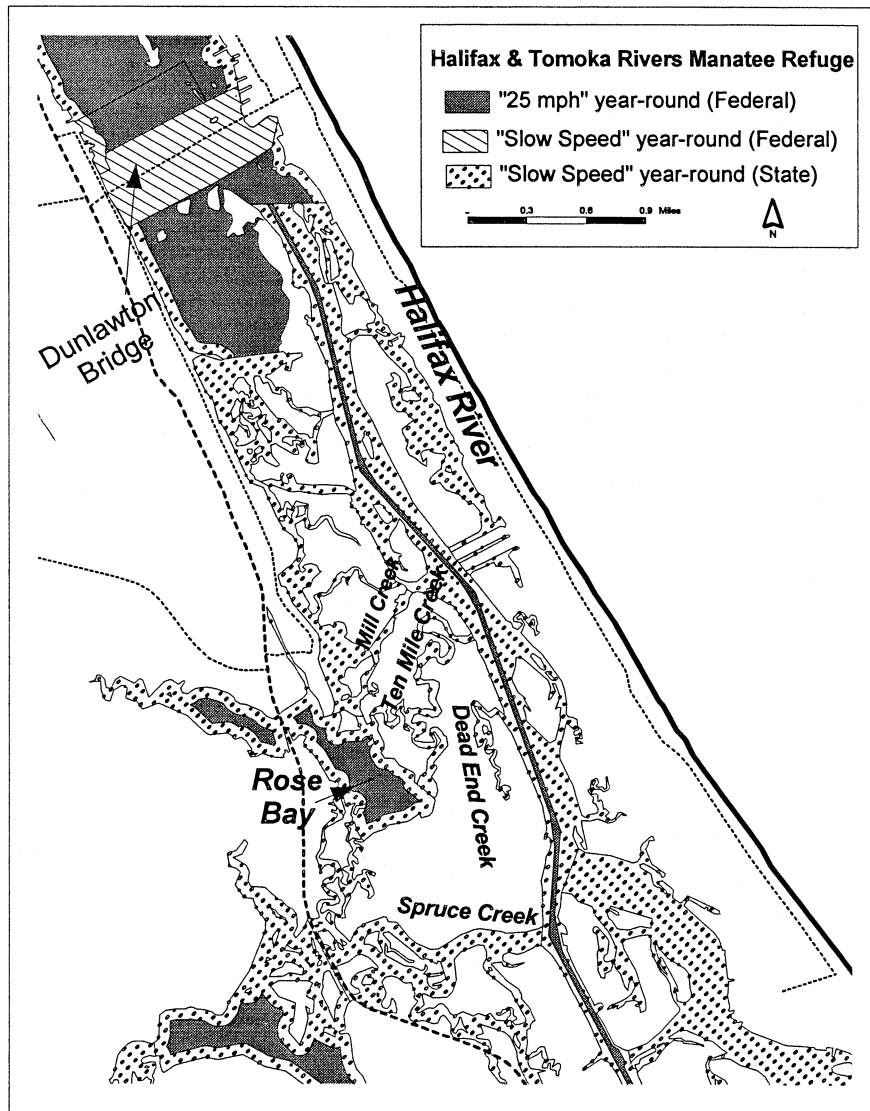 Halifax & Tomoka Rivers Manatee Refuge
"25 mph" year-round (Federal)
"Slow Speed" year-round (Federal)
"Slow Speed" year-round (State)
0.3 0.6 0.9 Miles
N
Dunlawton
Bridge
Halifax River
Mill Creek
Ten Mile Creek
Dead End Creek
Rose
Bay
Spruce Creek